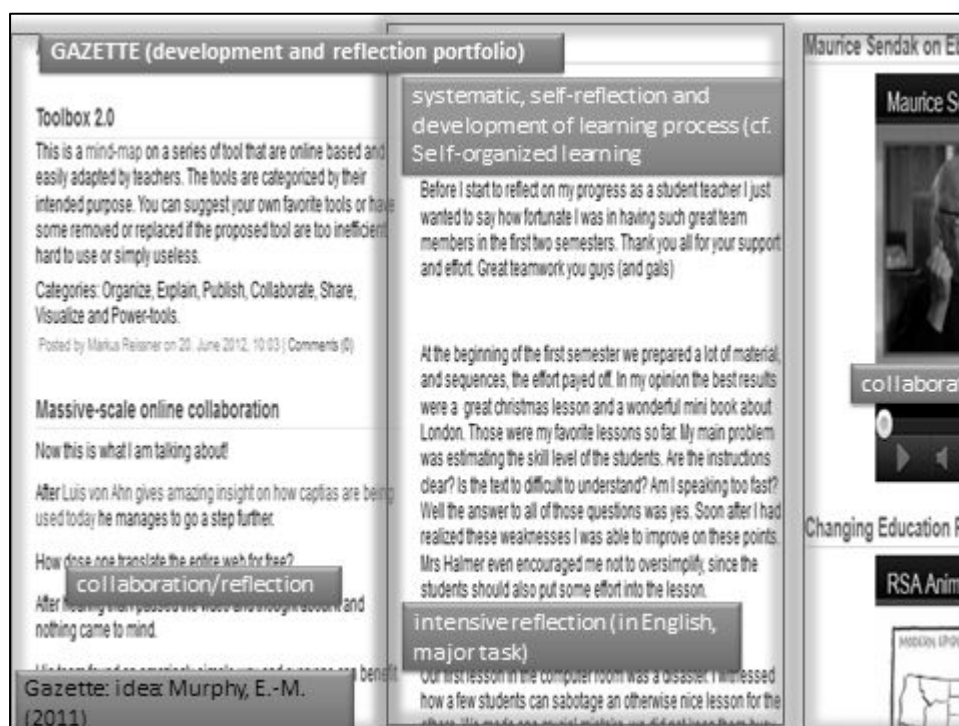 GAZETTE (development and reflection portfolio)
Toolbox 2.0
This is a mind-map on a series of tool that are online based and
easily adapted by teachers. The tools are categorized by their
intended purpose. You can suggest your own favorite tools or have
some removed or replaced if the proposed tool are too inefficient
hard to use or simply useless.
Categories: Organize, Explain, Publish, Collaborate, Share,
Visualize and Power-tools.
Posted by Markus Reissner on 20. June 2012, 10:03 | Comments (0)
Massive-scale online collaboration
Now this is what I am talking about!
After Luis von Ahn gives amazing insight on how captias are being
used today he manages to go a step further.
How dose one translate the entire web for free?
collaboration/reflection
After and
nothing came to mind.
benefit
Gazette: idea: Murphy, E.-M.
(2011)
systematic, self-reflection and
development of learning process (cf.
Self-organized learning
Before I start to reflect on my progress as a student teacher I just
wanted to say how fortunate I was in having such great team
members in the first two semesters. Thank you all for your support
and effort. Great teamwork you guys (and gals)
At the beginning of the first semester we prepared a lot of material,
and sequences, the effort payed off. In my opinion the best results
were a great christmas lesson and a wonderful mini book about
London. Those were my favorite lessons so far. My main problem
was estimating the skill level of the students. Are the instructions
clear? Is the text to difficult to understand? Am I speaking too fast?
Well the answer to all of those questions was yes. Soon after I had
realized these weaknesses I was able to improve on these points.
Mrs Halmer even encouraged me not to oversimplify, since the
students should also put some effort into the lesson.
intensive reflection (in English,
major task)
Our first lesson in the computer room was a disaster. I witnessed
how a few students can sabotage an otherwise nice lesson for the
Maurice Sendak on Eb
Maurice S
collaborat
Changing Education P
RSA Anim